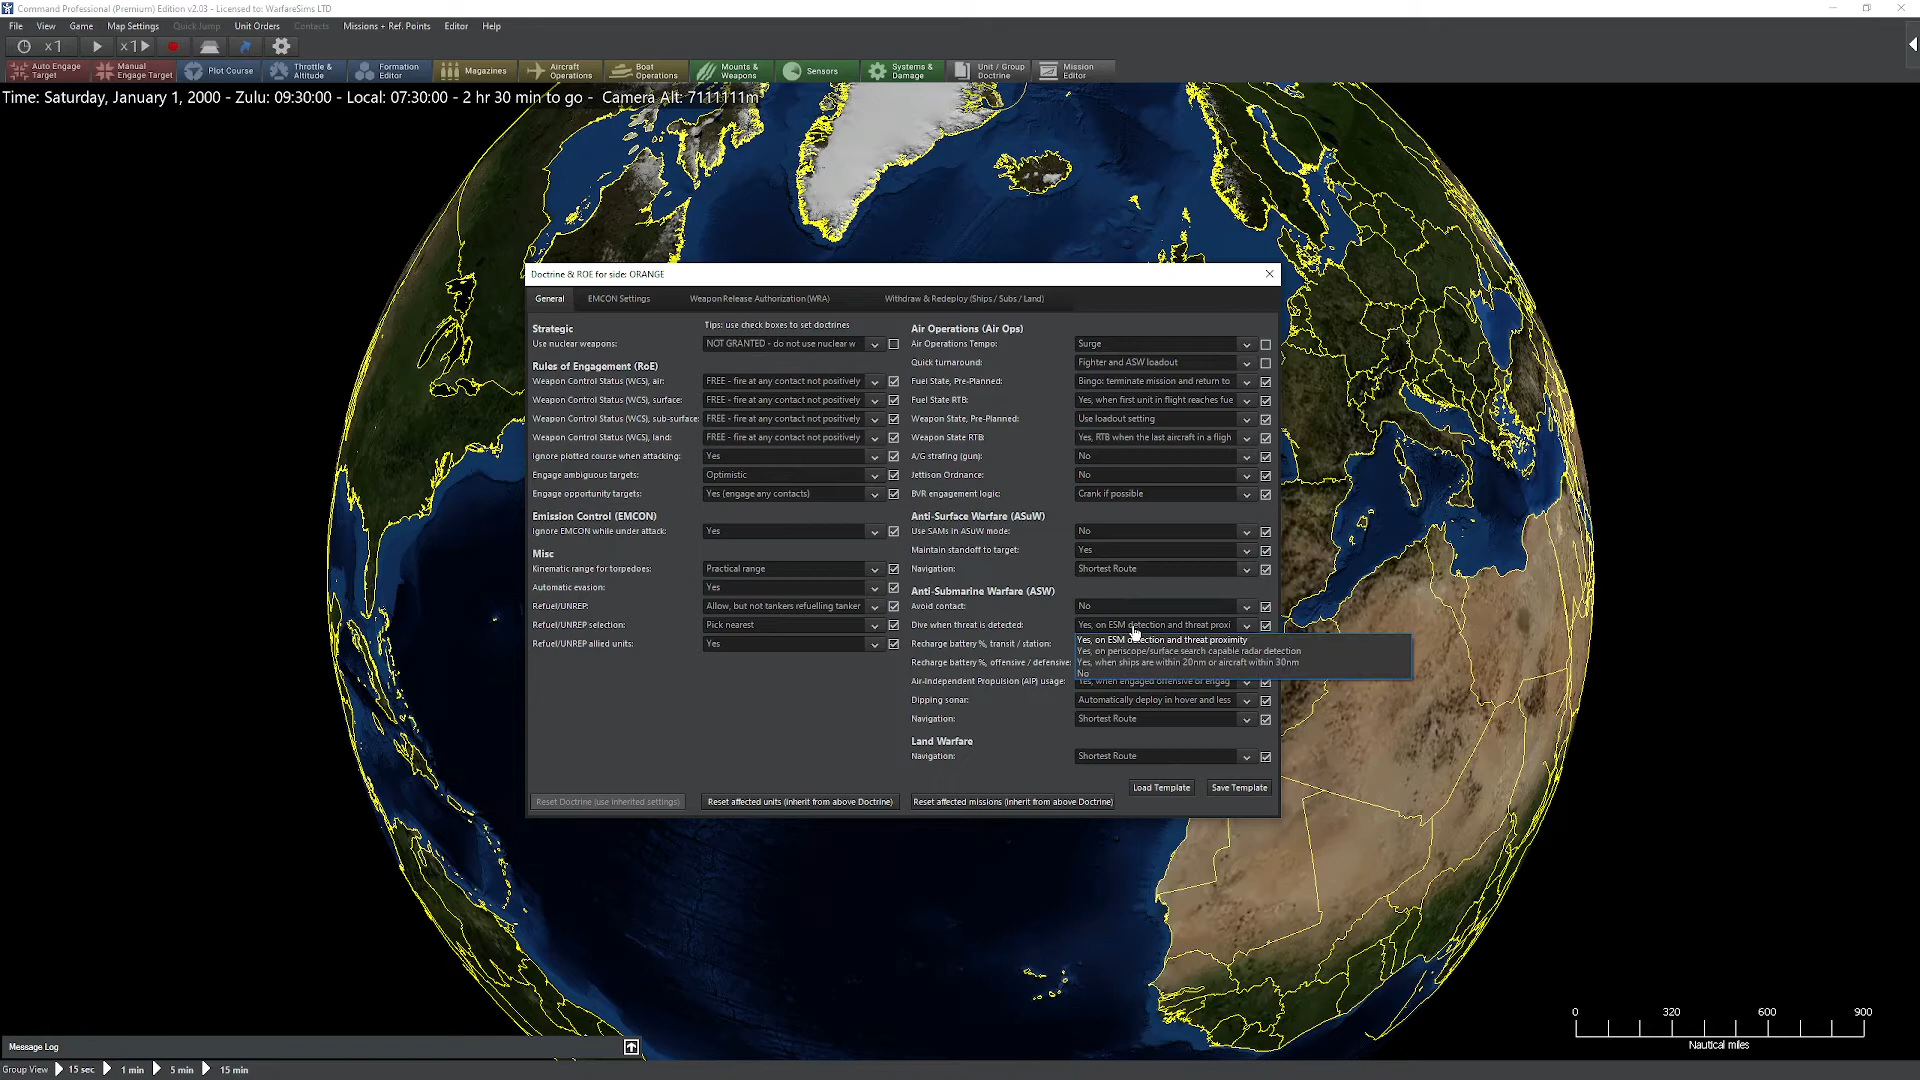 Command Professional (Premium) Edition v2.03 - Licensed to: WarfareSims LTD
File View Game Map Settings Quick Jump Unit Orders Contacts Missions + Ref. Points Editor Help
x1 x1
Auto Engage Target Manual Engage Target Plot Course Throttle & Altitude Formation Editor Magazines Aircraft Operations Boat Operations Mounts & Weapons Sensors Systems & Damage Unit / Group Doctrine Mission Editor
Time: Saturday, January 1, 2000 - Zulu: 09:30:00 - Local: 07:30:00 - 2 hr 30 min to go - Camera Alt: 7111111m
Doctrine & ROE for side: ORANGE
General EMCON Settings Weapon Release Authorization (WRA) Withdraw & Redeploy (Ships / Subs / Land)
Tips: use check boxes to set doctrines
Strategic
Use nuclear weapons: NOT GRANTED - do not use nuclear w
Rules of Engagement (RoE)
Weapon Control Status (WCS), air: FREE - fire at any contact not positively
Weapon Control Status (WCS), surface: FREE - fire at any contact not positively
Weapon Control Status (WCS), sub-surface: FREE - fire at any contact not positively
Weapon Control Status (WCS), land: FREE - fire at any contact not positively
Ignore plotted course when attacking: Yes
Engage ambiguous targets: Optimistic
Engage opportunity targets: Yes (engage any contacts)
Emission Control (EMCON)
Ignore EMCON while under attack: Yes
Misc
Kinematic range for torpedoes: Practical range
Automatic evasion: Yes
Refuel/UNREP: Allow, but not tankers refuelling tanker
Refuel/UNREP selection: Pick nearest
Refuel/UNREP allied units: Yes
Air Operations (Air Ops)
Air Operations Tempo: Surge
Quick turnaround: Fighter and ASW loadout
Fuel State, Pre-Planned: Bingo: terminate mission and return to
Fuel State RTB: Yes, when first unit in flight reaches fue
Weapon State, Pre-Planned: Use loadout setting
Weapon State RTB: Yes, RTB when the last aircraft in a fligh
A/G strafing (gun): No
Jettison Ordnance: No
BVR engagement logic: Crank if possible
Anti-Surface Warfare (ASuW)
Use SAMs in ASuW mode: No
Maintain standoff to target: Yes
Navigation: Shortest Route
Anti-Submarine Warfare (ASW)
Avoid contact: No
Dive when threat is detected: Yes, on ESM detection and threat proxi
Yes, on ESM detection and threat proximity
Recharge battery %, transit / station:
Yes, on periscope/surface search capable radar detection
Recharge battery %, offensive / defensive:
Yes, when ships are within 20nm or aircraft within 30nm
No
Air-Independent Propulsion (AIP) usage: Yes, when engaged offensive or engag
Dipping sonar: Automatically deploy in hover and less
Navigation: Shortest Route
Land Warfare
Navigation: Shortest Route
Load Template Save Template
Reset Doctrine (use inherited settings) Reset affected units (inherit from above Doctrine) Reset affected missions (inherit from above Doctrine)
0 320 600 900
Nautical miles
Message Log
Group View 15 sec 1 min 5 min 15 min